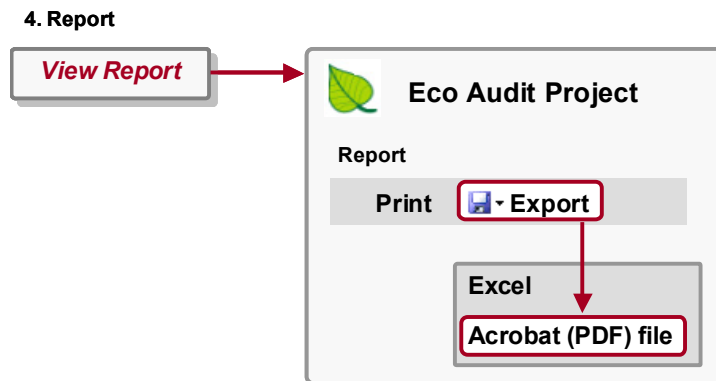 4. Report
View Report
Eco Audit Project
Report
Print Export
Excel
Acrobat (PDF) file